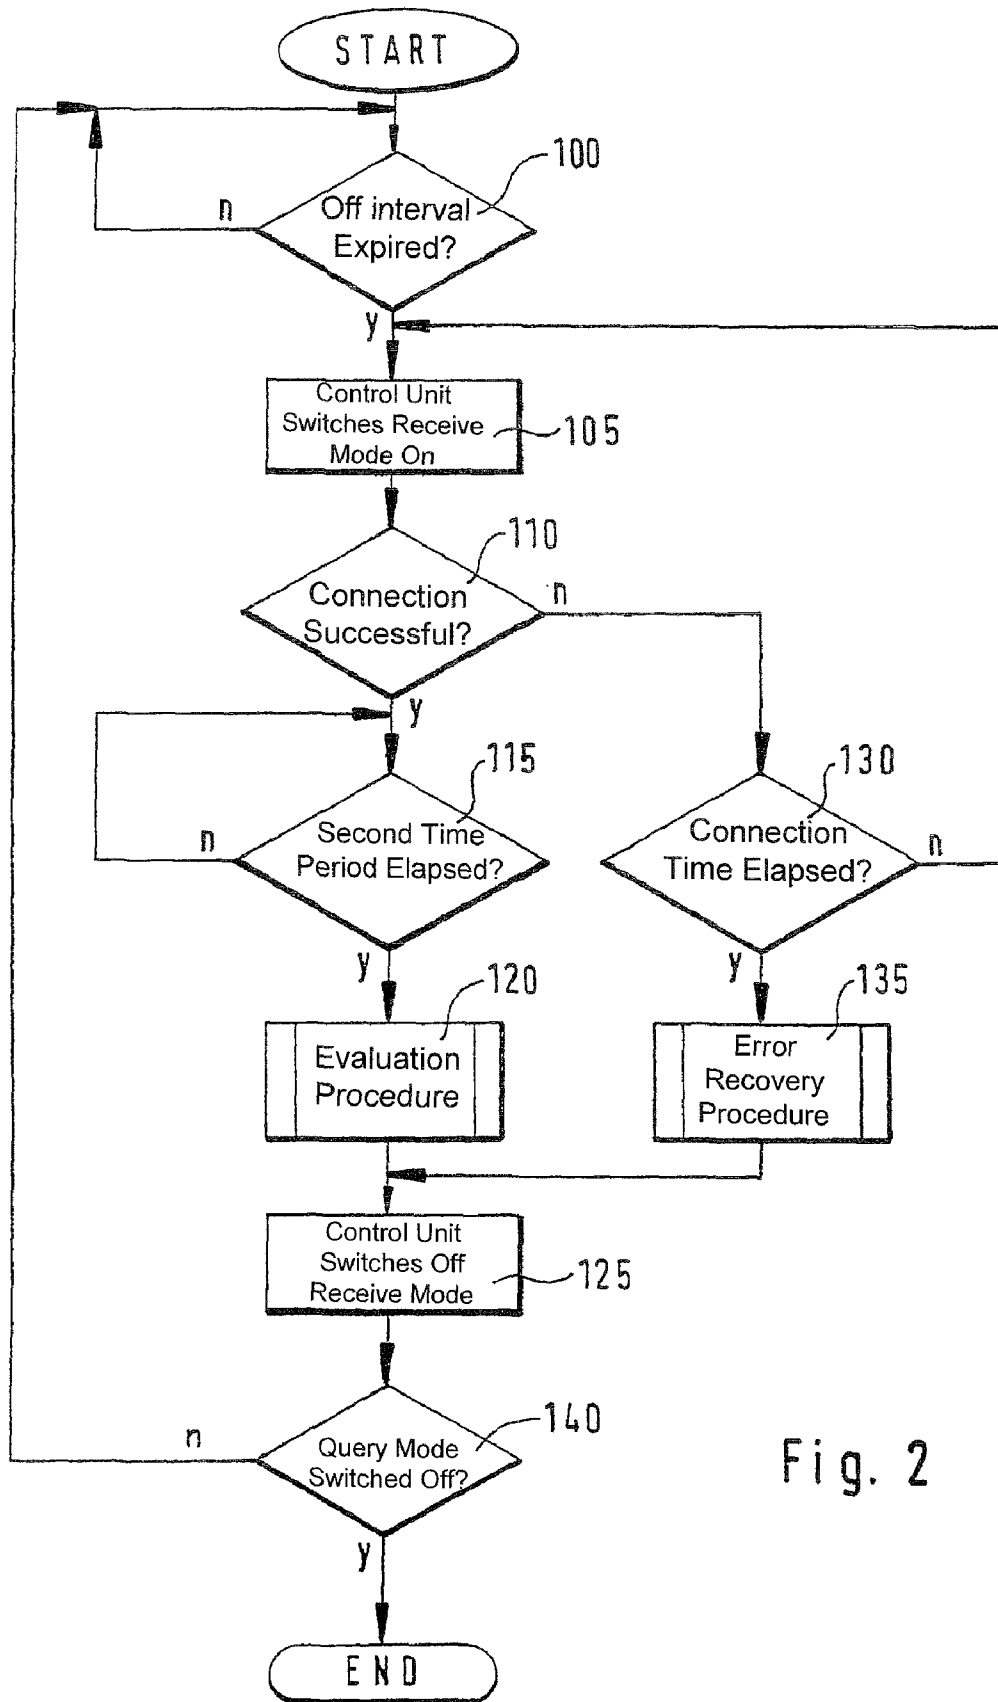 START
100
n
Off interval
Expired?
y
Control Unit
Switches Receive
Mode On
105
110
n
Connection
Successful?
y
115
130
n
Second Time
Period Elapsed?
Connection
Time Elapsed?
n
y
y
120
135
Evaluation
Procedure
Error
Recovery
Procedure
Control Unit
Switches Off
Receive Mode
125
140
n
Query Mode
Switched Off?
y
Fig. 2
END